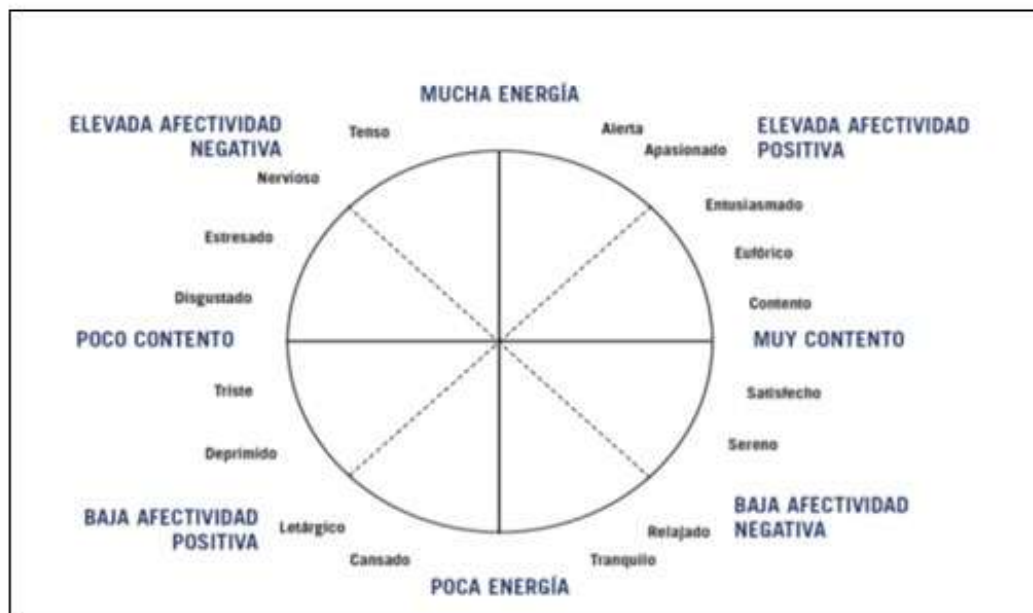 MUCHA ENERGÍA
ELEVADA AFECTIVIDAD
NEGATIVA
Tenso
Alerta
Apasionado
ELEVADA AFECTIVIDAD
POSITIVA
Nervioso
Entusiasmado
Estresado
Eufórico
Disgustado
Contento
POCO CONTENTO
MUY CONTENTO
Triste
Satisfecho
Deprimido
Sereno
BAJA AFECTIVIDAD
POSITIVA
Letárgico
Cansado
Relajado
Tranquilo
BAJA AFECTIVIDAD
NEGATIVA
POCA ENERGÍA